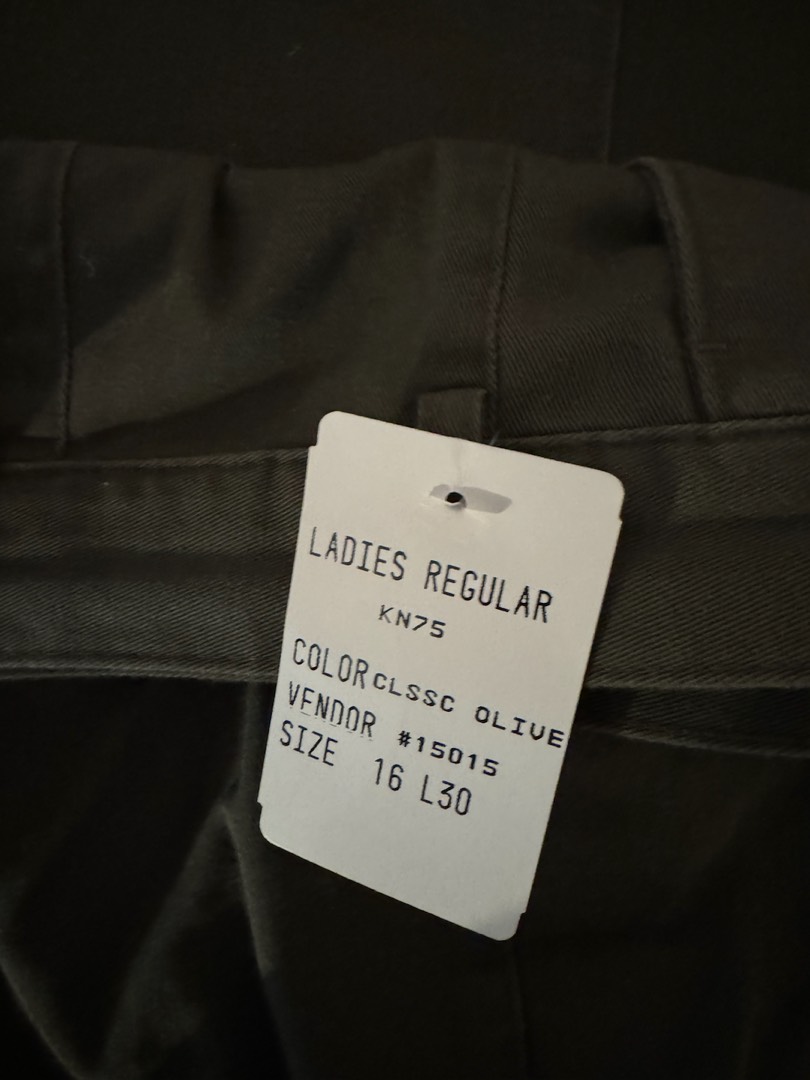 LADIES REGULAR
KN75
COLOR CLSSC OLIVE
VENDOR #15015
SIZE 16 L30